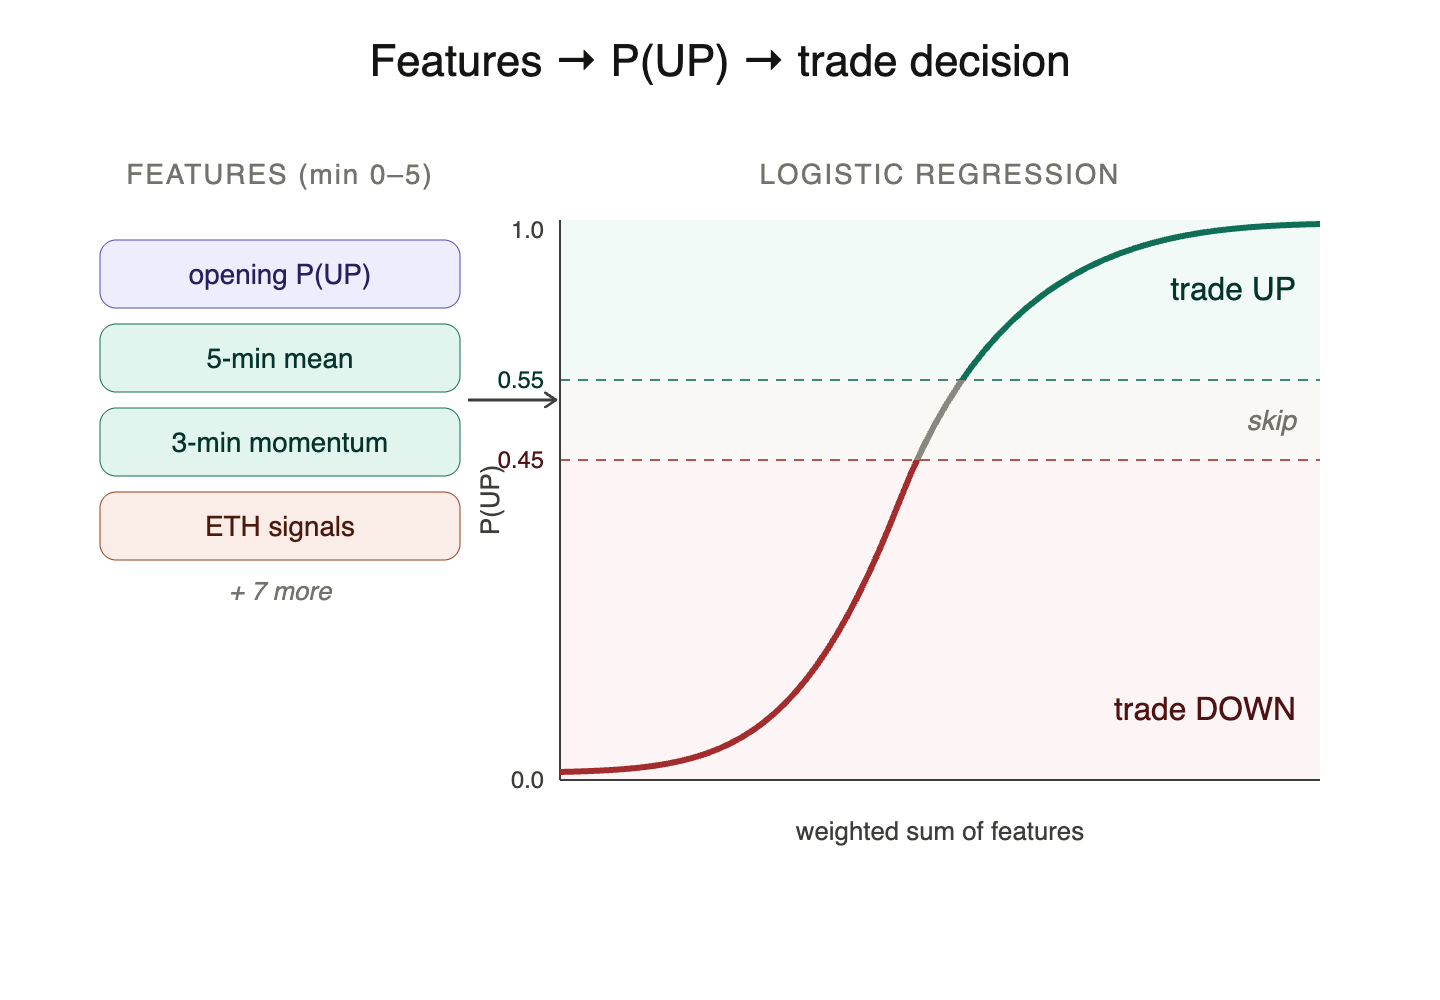 Features → P(UP) → trade decision
FEATURES (min 0–5)
opening P(UP)
5-min mean
3-min momentum
ETH signals
+ 7 more
LOGISTIC REGRESSION
1.0
0.55
0.45
0.0
P(UP)
trade UP
skip
trade DOWN
weighted sum of features